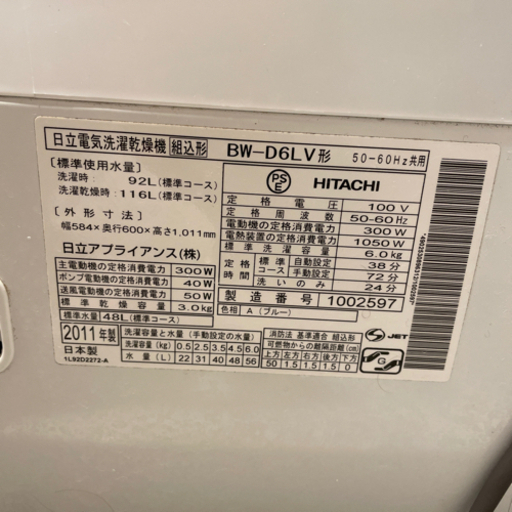 日立電気洗濯乾燥機 組込形 BW-D6LV形 50-60Hz共用
[標準使用水量]
洗濯時: 92L(標準コース)
洗濯乾燥時: 116L(標準コース)
[外形寸法]
幅584×奥行600×高さ1,011mm
日立アプライアンス(株)
主電動機の定格消費電力 300W
ポンプ電動機の定格消費電力 40W
送風電動機の定格消費電力 50W
標準乾燥容量 3.0kg
標準水量 48L(標準コース)
2011年製
日本製
1L92D2272-A
PSE HITACHI
定格電圧 100V
定格周波数 50-60Hz
電動機の定格消費電力 300W
電熱装置の定格消費電力 1050W
6.0kg
定格時間 標準コース 自動設定 38分
手動設定 72分
洗いのみ 24分
製造番号 1002597
色相 A(ブルー)
洗濯容量と水量(手動設定の水量)
洗濯容量(kg) 0.5 2.5 3.5 4.5 6.0
水量(L) 22 31 40 48 56
消防法 基準適合 組込形
可燃物からの離隔距離(cm)
上方 左方 右方 前方 後方 下方
50 1.5 1.5 1.5 0
S JET
G